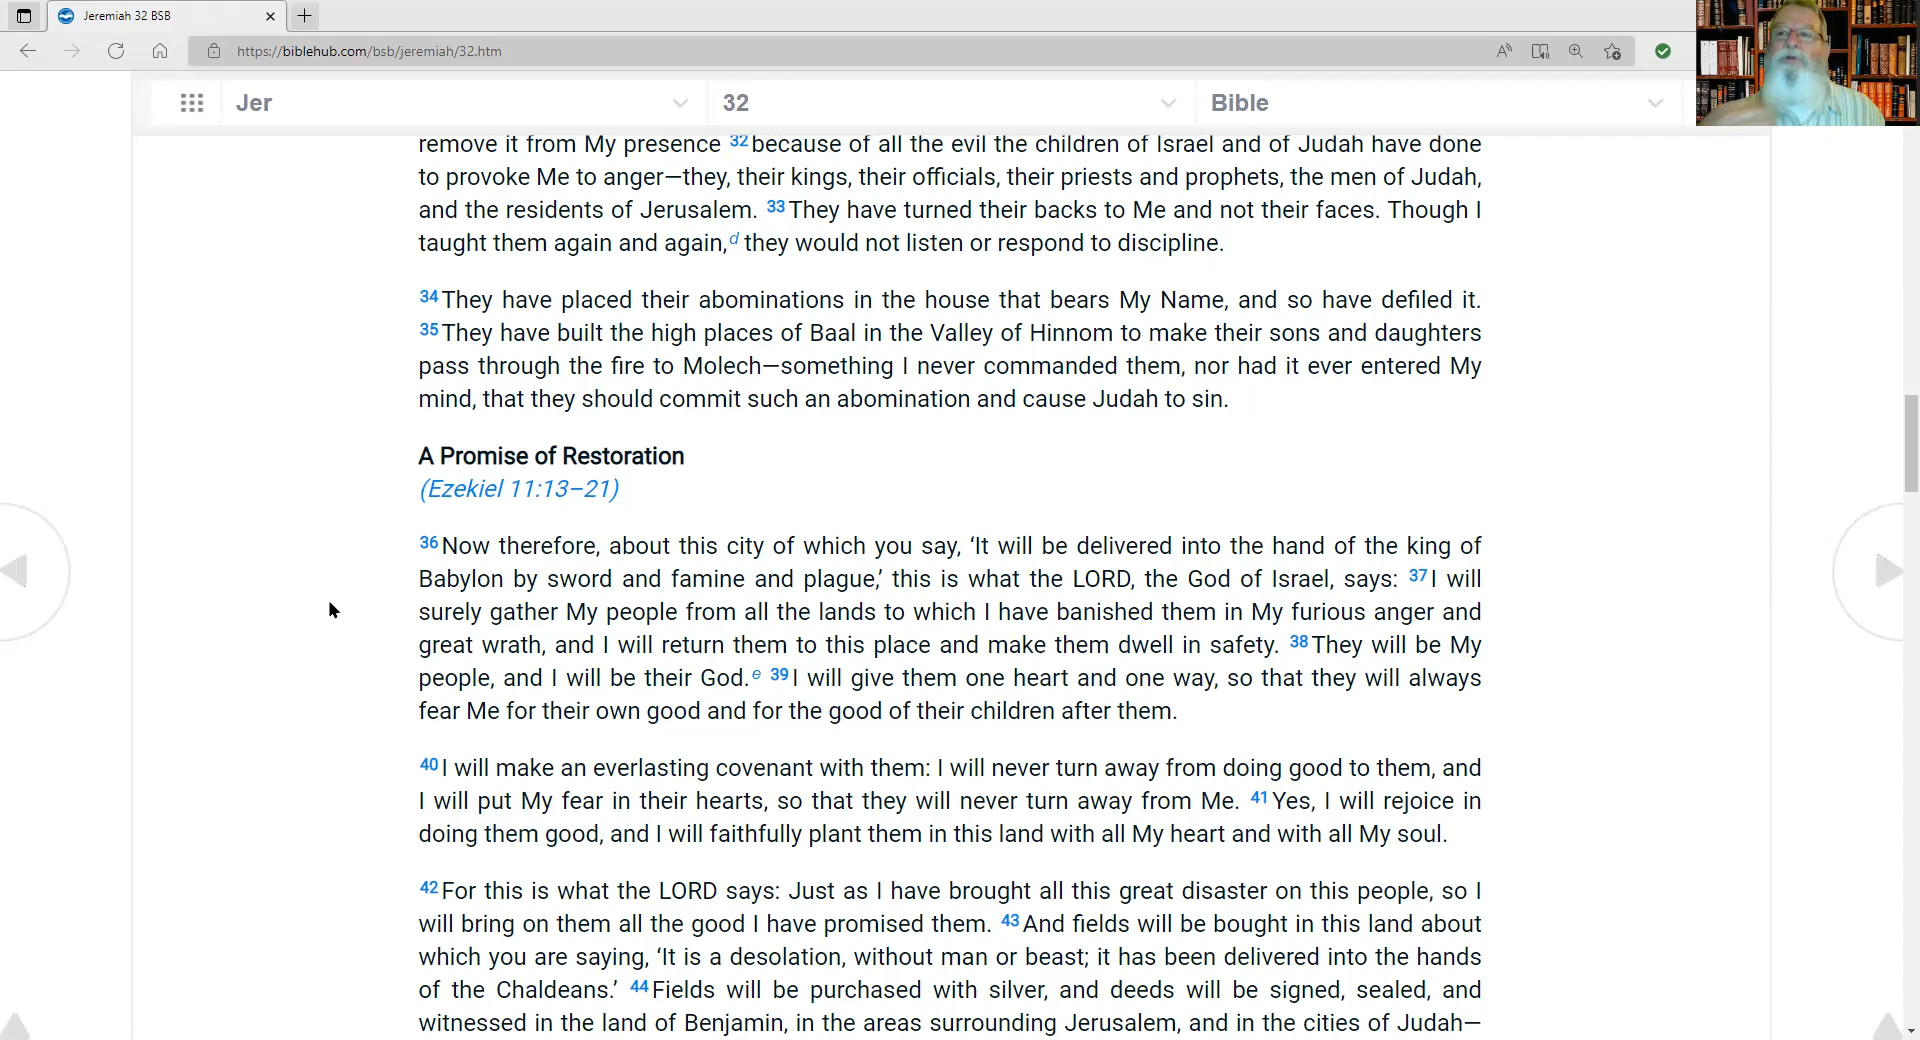 Jeremiah 32 BSB
https://biblehub.com/bsb/jeremiah/32.htm
Jer
32
Bible
remove it from My presence 32 because of all the evil the children of Israel and of Judah have done
to provoke Me to anger—they, their kings, their officials, their priests and prophets, the men of Judah,
and the residents of Jerusalem. 33 They have turned their backs to Me and not their faces. Though I
taught them again and again,d they would not listen or respond to discipline.
34 They have placed their abominations in the house that bears My Name, and so have defiled it.
35 They have built the high places of Baal in the Valley of Hinnom to make their sons and daughters
pass through the fire to Molech—something I never commanded them, nor had it ever entered My
mind, that they should commit such an abomination and cause Judah to sin.
A Promise of Restoration
(Ezekiel 11:13–21)
36 Now therefore, about this city of which you say, ‘It will be delivered into the hand of the king of
Babylon by sword and famine and plague,’ this is what the LORD, the God of Israel, says: 37 I will
surely gather My people from all the lands to which I have banished them in My furious anger and
great wrath, and I will return them to this place and make them dwell in safety. 38 They will be My
people, and I will be their God.e 39 I will give them one heart and one way, so that they will always
fear Me for their own good and for the good of their children after them.
40 I will make an everlasting covenant with them: I will never turn away from doing good to them, and
I will put My fear in their hearts, so that they will never turn away from Me. 41 Yes, I will rejoice in
doing them good, and I will faithfully plant them in this land with all My heart and with all My soul.
42 For this is what the LORD says: Just as I have brought all this great disaster on this people, so I
will bring on them all the good I have promised them. 43 And fields will be bought in this land about
which you are saying, ‘It is a desolation, without man or beast; it has been delivered into the hands
of the Chaldeans.’ 44 Fields will be purchased with silver, and deeds will be signed, sealed, and
witnessed in the land of Benjamin, in the areas surrounding Jerusalem, and in the cities of Judah—